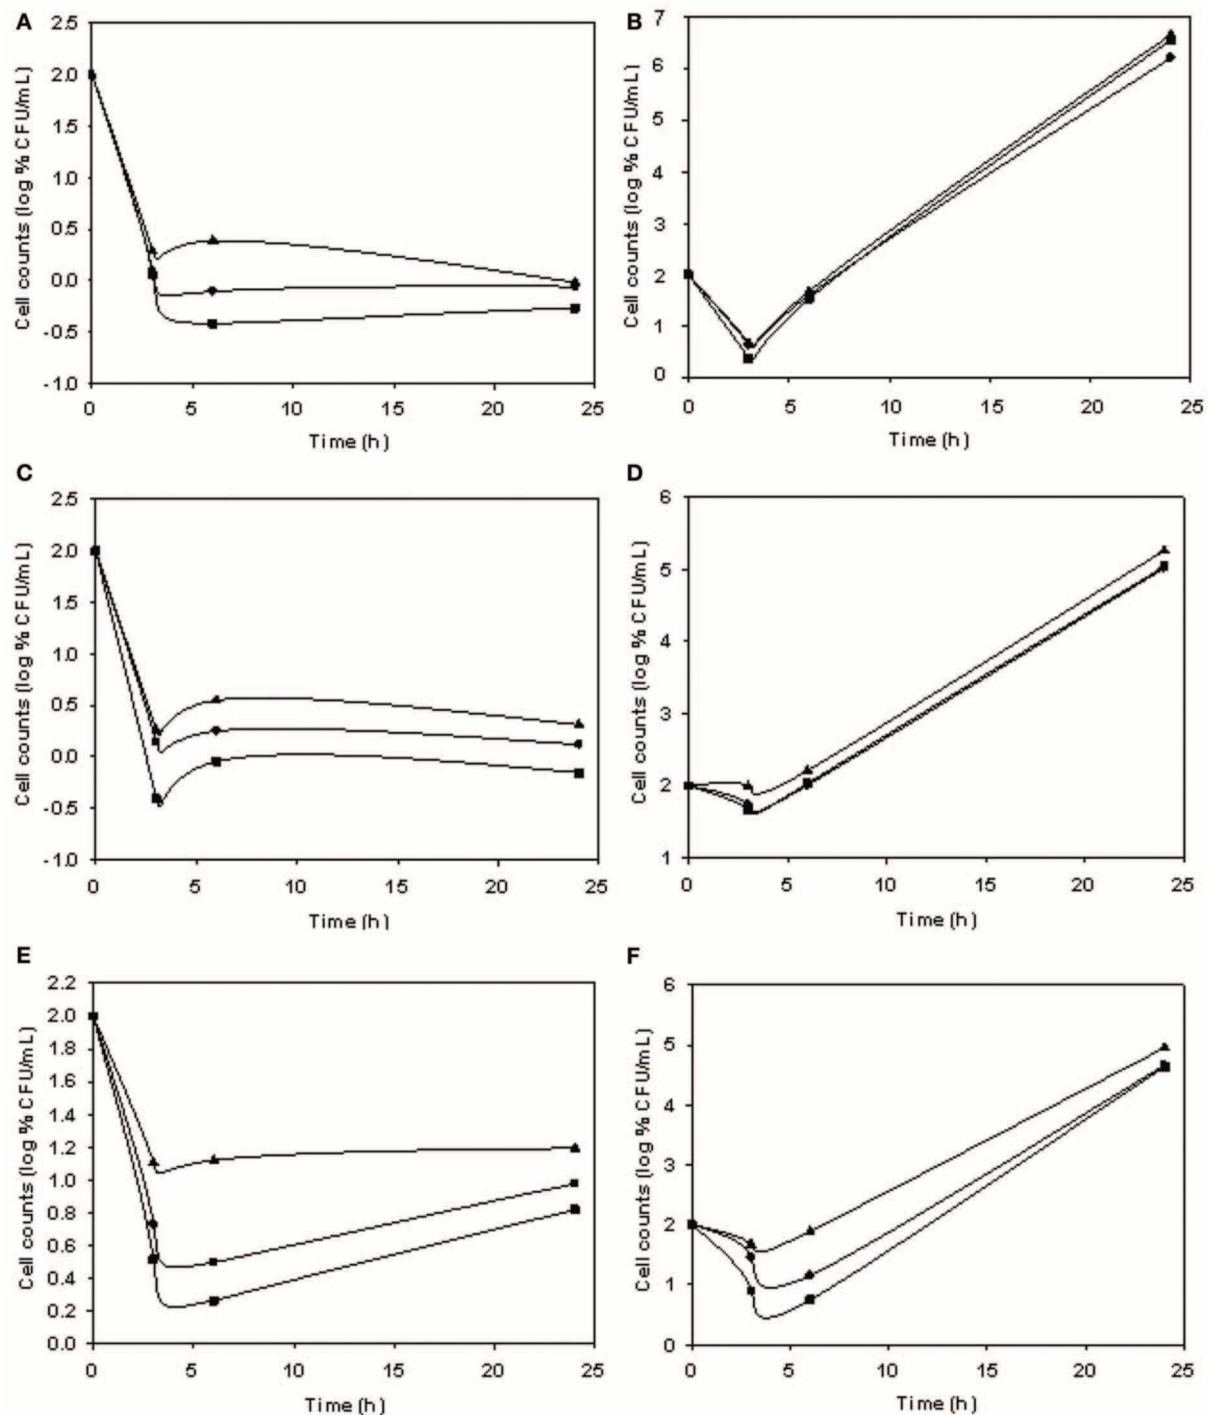 A
Cell counts (log % CFU/mL)
2.5
2.0
1.5
1.0
0.5
0.0
-0.5
-1.0
0 5 10 15 20 25
Time (h)
B
Cell counts (log % CFU/mL)
7
6
5
4
3
2
1
0
0 5 10 15 20 25
Time (h)
C
Cell counts (log % CFU/mL)
2.5
2.0
1.5
1.0
0.5
0.0
-0.5
-1.0
0 5 10 15 20 25
Time (h)
D
Cell counts (log % CFU/mL)
6
5
4
3
2
1
0 5 10 15 20 25
Time (h)
E
Cell counts (log % CFU/mL)
2.2
2.0
1.8
1.6
1.4
1.2
1.0
0.8
0.6
0.4
0.2
0.0
0 5 10 15 20 25
Time (h)
F
Cell counts (log % CFU/mL)
6
5
4
3
2
1
0
0 5 10 15 20 25
Time (h)